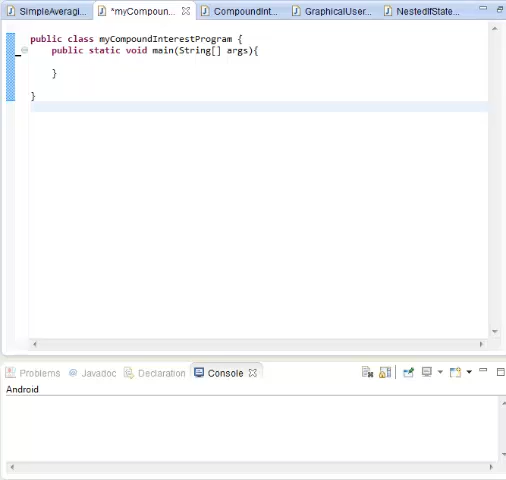 SimpleAveragi...
*myCompoun...
CompoundInt...
GraphicalUser...
NestedIfState...
public class myCompoundInterestProgram {
public static void main(String[] args){
}
}
Problems
@ Javadoc
Declaration
Console
Android